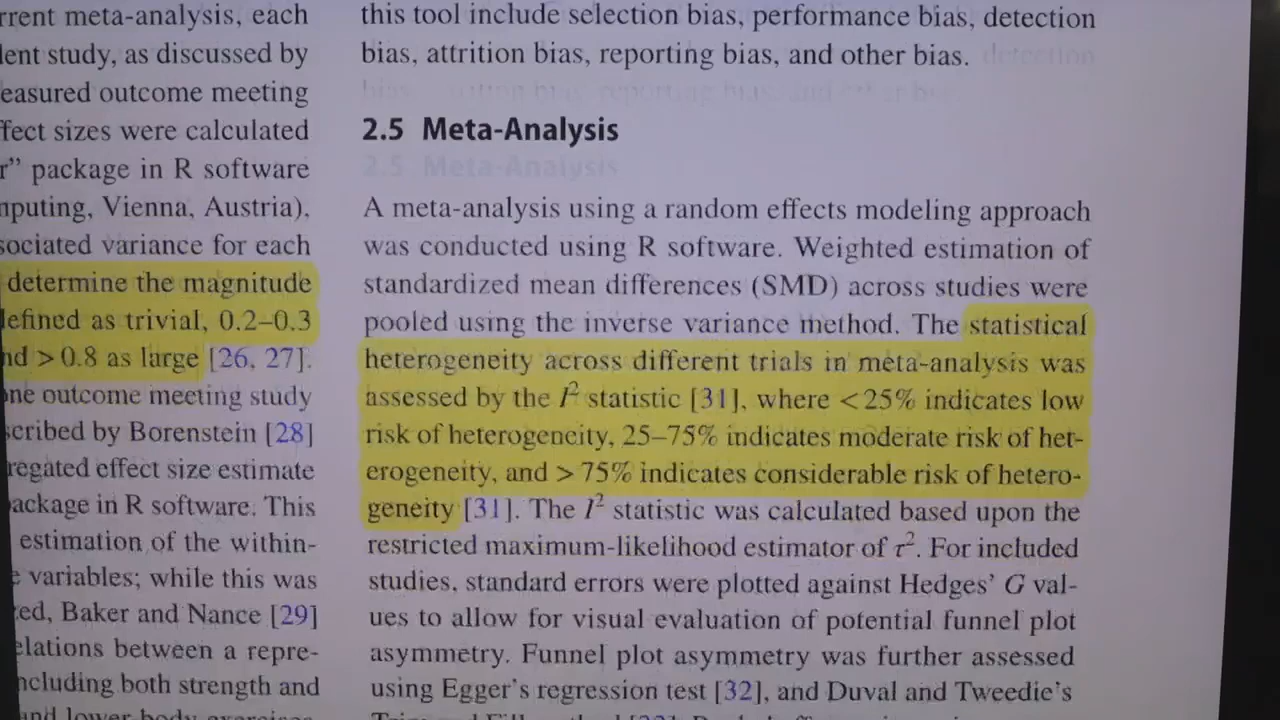 rrent meta-analysis, each
ent study, as discussed by
easured outcome meeting
fect sizes were calculated
r” package in R software
puting, Vienna, Austria),
sociated variance for each
determine the magnitude
efined as trivial, 0.2–0.3
nd > 0.8 as large [26, 27].
ne outcome meeting study
scribed by Borenstein [28]
regated effect size estimate
ackage in R software. This
estimation of the within-
e variables; while this was
ed, Baker and Nance [29]
elations between a repre-
ncluding both strength and
and lower body exercises
this tool include selection bias, performance bias, detection
bias, attrition bias, reporting bias, and other bias.
2.5 Meta-Analysis
A meta-analysis using a random effects modeling approach
was conducted using R software. Weighted estimation of
standardized mean differences (SMD) across studies were
pooled using the inverse variance method. The statistical
heterogeneity across different trials in meta-analysis was
assessed by the I² statistic [31], where <25% indicates low
risk of heterogeneity, 25–75% indicates moderate risk of het-
erogeneity, and > 75% indicates considerable risk of hetero-
geneity [31]. The I² statistic was calculated based upon the
restricted maximum-likelihood estimator of τ². For included
studies, standard errors were plotted against Hedges’ G val-
ues to allow for visual evaluation of potential funnel plot
asymmetry. Funnel plot asymmetry was further assessed
using Egger’s regression test [32], and Duval and Tweedie’s